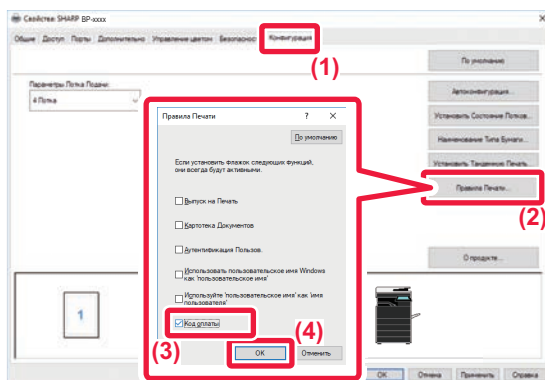 Свойства: SHARP BP-xxxx
Общие Доступ Порты Дополнительно Управление цветом Безопасность Конфигурация
(1)
По умолчанию
Параметры Лотка Подачи:
4 Лотка
Автоконфигурация...
Установить Состояние Лотков...
Наименование Типа Бумаги...
Установить Тандемное Печать...
Правила Печати...
(2)
О продукте...
Правила Печати ? ×
По умолчанию
Если установить Флажок следующих функций,
они всегда будут активными.
Выпуск на Печать
Картотека Документов
Аутентификация Пользов.
Использовать пользовательское имя Windows
как 'пользовательское имя'
Используйте 'пользовательское имя' как 'имя
пользователя'
Код оплаты
(3)
(4)
OK Отменить
1
OK Отмена Применить Справка